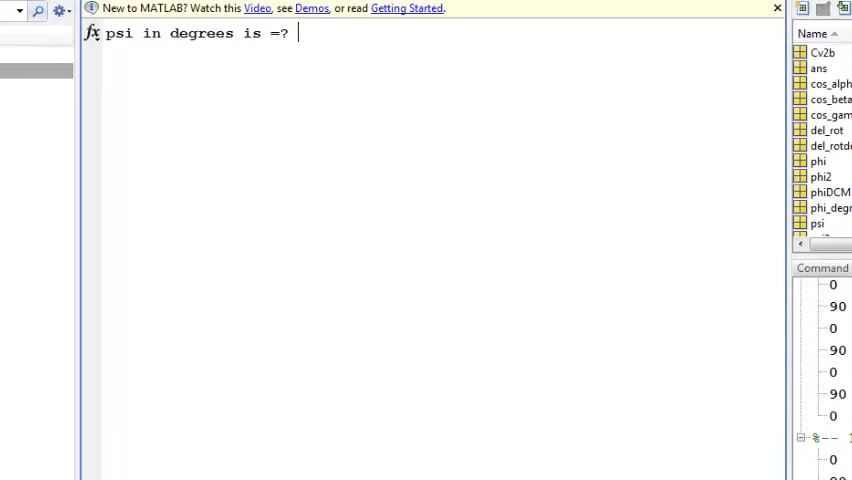 New to MATLAB? Watch this Video, see Demos, or read Getting Started.
fx psi in degrees is =?
Name
Cv2b
ans
cos_alph
cos_beta
cos_gam
del_rot
del_rotde
phi
phi2
phiDCM
phi_degr
psi
Command
0
90
0
90
0
90
0
%--
0